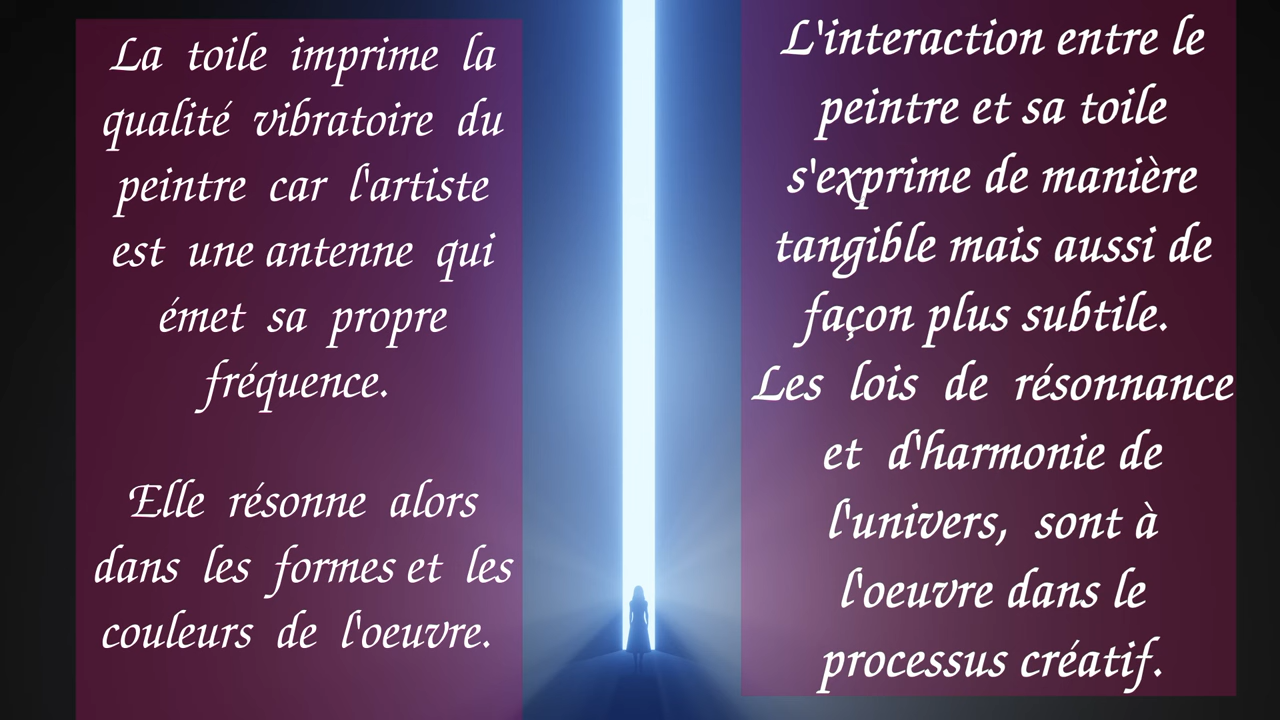 La toile imprime la
qualité vibratoire du
peintre car l'artiste
est une antenne qui
émet sa propre
fréquence.
Elle résonne alors
dans les formes et les
couleurs de l'oeuvre.
L'interaction entre le
peintre et sa toile
s'exprime de manière
tangible mais aussi de
façon plus subtile.
Les lois de résonnance
et d'harmonie de
l'univers, sont à
l'oeuvre dans le
processus créatif.